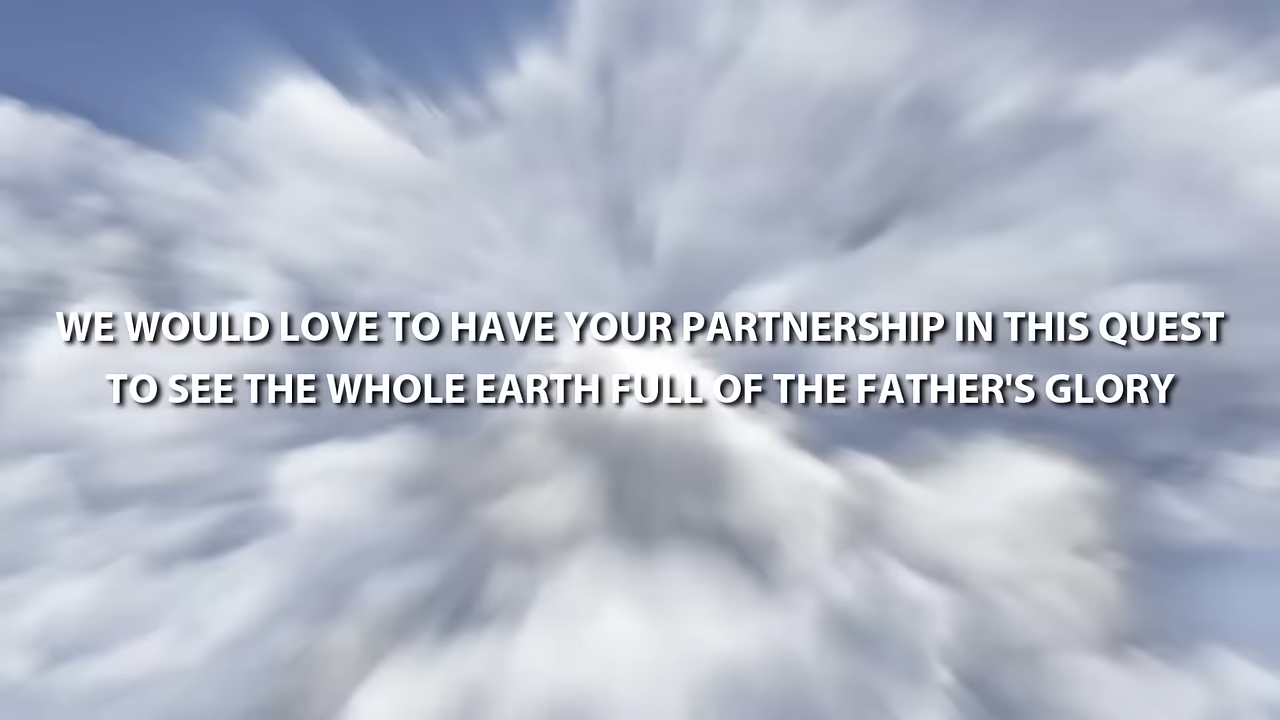 WE WOULD LOVE TO HAVE YOUR PARTNERSHIP IN THIS QUEST
TO SEE THE WHOLE EARTH FULL OF THE FATHER'S GLORY